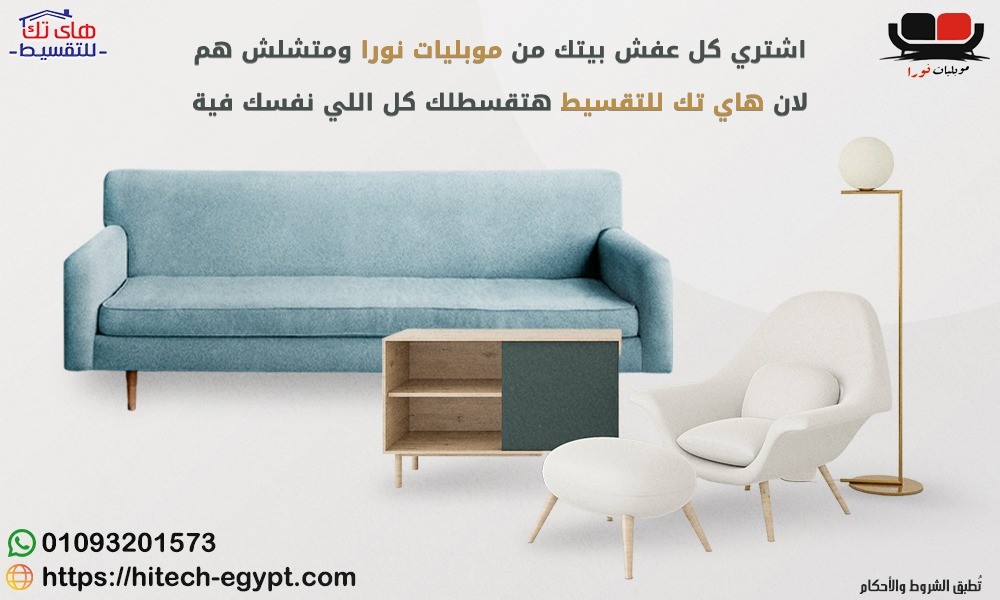 هاى تك
-للتقسيط-
موبليات نورا
اشتري كل عفش بيتك من موبليات نورا ومتشلش هم
لان هاي تك للتقسيط هتقسطلك كل اللي نفسك فية
01093201573
https://hitech-egypt.com
تُطبق الشروط والأحكام